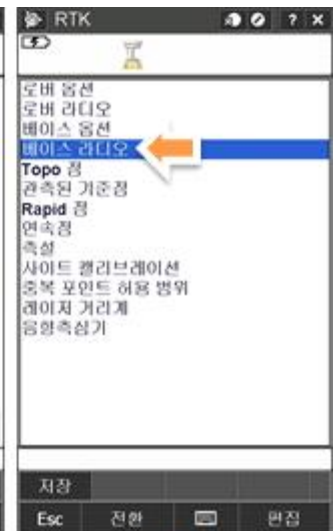 RTK
? ×
로버 옵션
로버 라디오
베이스 옵션
베이스 라디오
Topo 점
관측된 기준점
Rapid 점
연속점
측설
사이트 캘리브레이션
중복 포인트 허용 범위
레이저 거리계
음향측심기
저장
Esc 전환 편집